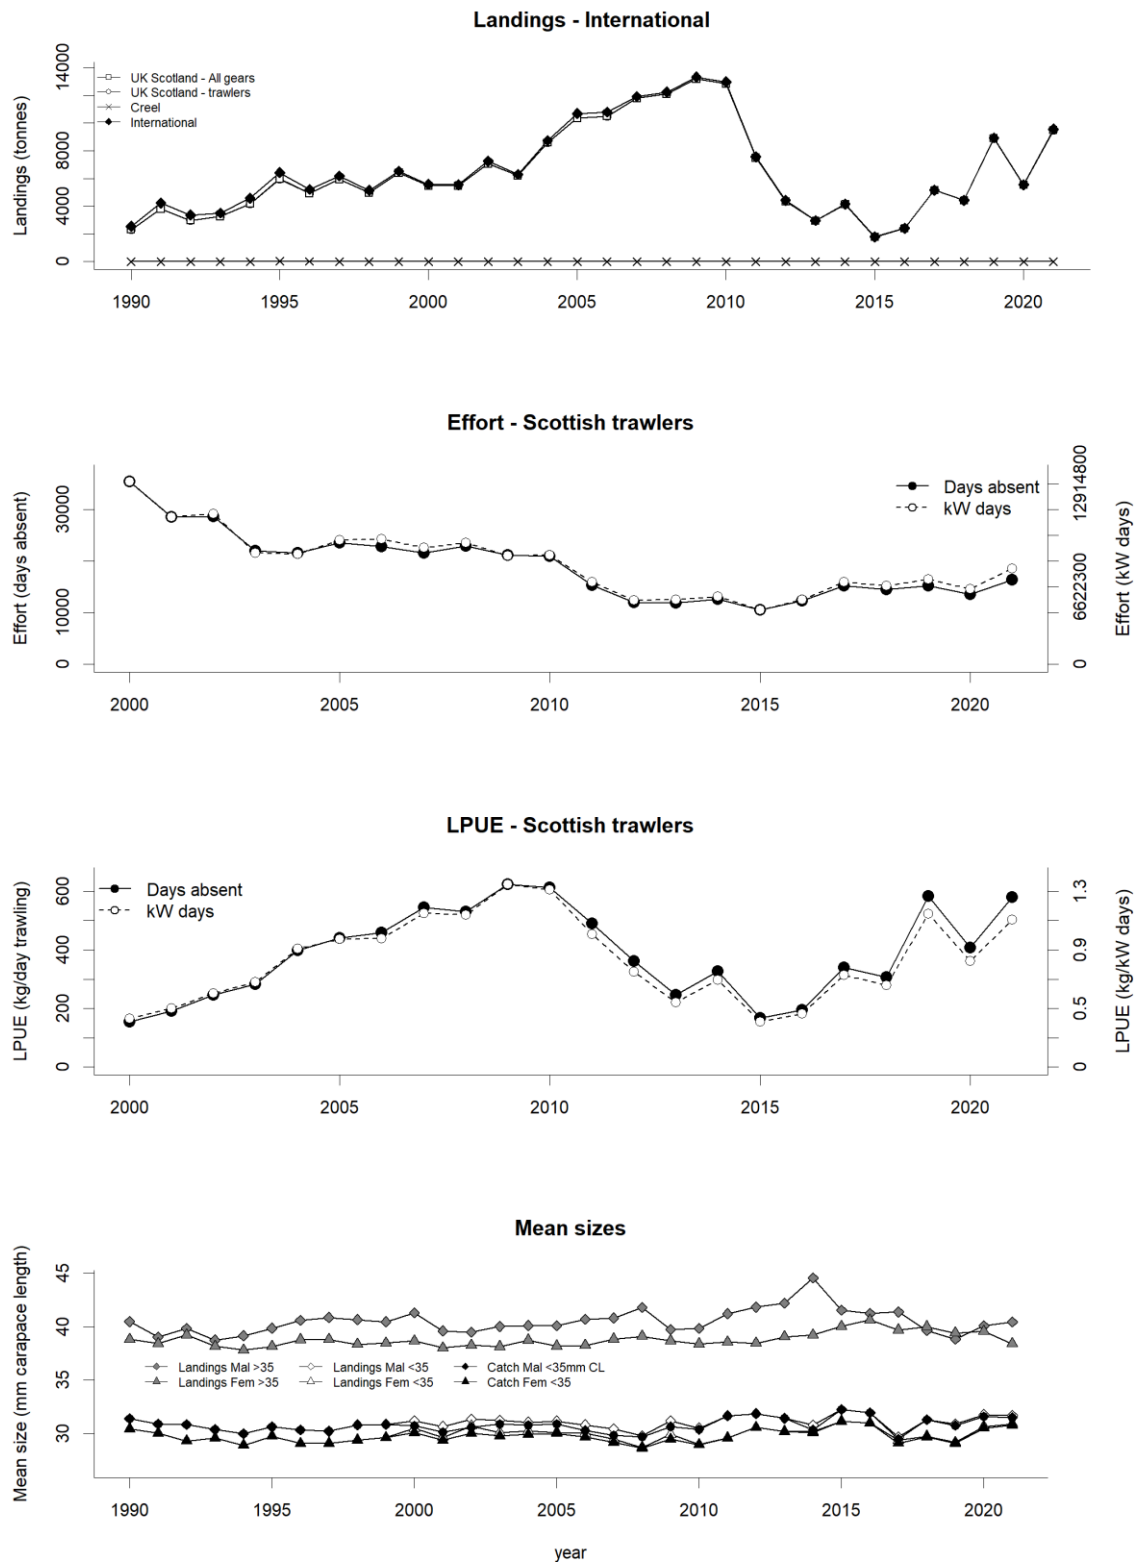 Landings - International
Landings (tonnes)
14000
8000
4000
0
UK Scotland - All gears
UK Scotland - trawlers
Creel
International
1990 1995 2000 2005 2010 2015 2020
Effort - Scottish trawlers
Effort (days absent)
30000
10000
0
Days absent
kW days
12914800
6622300
0
Effort (kW days)
2000 2005 2010 2015 2020
LPUE - Scottish trawlers
LPUE (kg/day trawling)
600
400
200
0
Days absent
kW days
1.3
0.9
0.5
0
LPUE (kg/kW days)
2000 2005 2010 2015 2020
Mean sizes
Mean size (mm carapace length)
45
40
35
30
Landings Mal >35 Landings Mal <35 Catch Mal <35mm CL
Landings Fem >35 Landings Fem <35 Catch Fem <35
1990 1995 2000 2005 2010 2015 2020
year